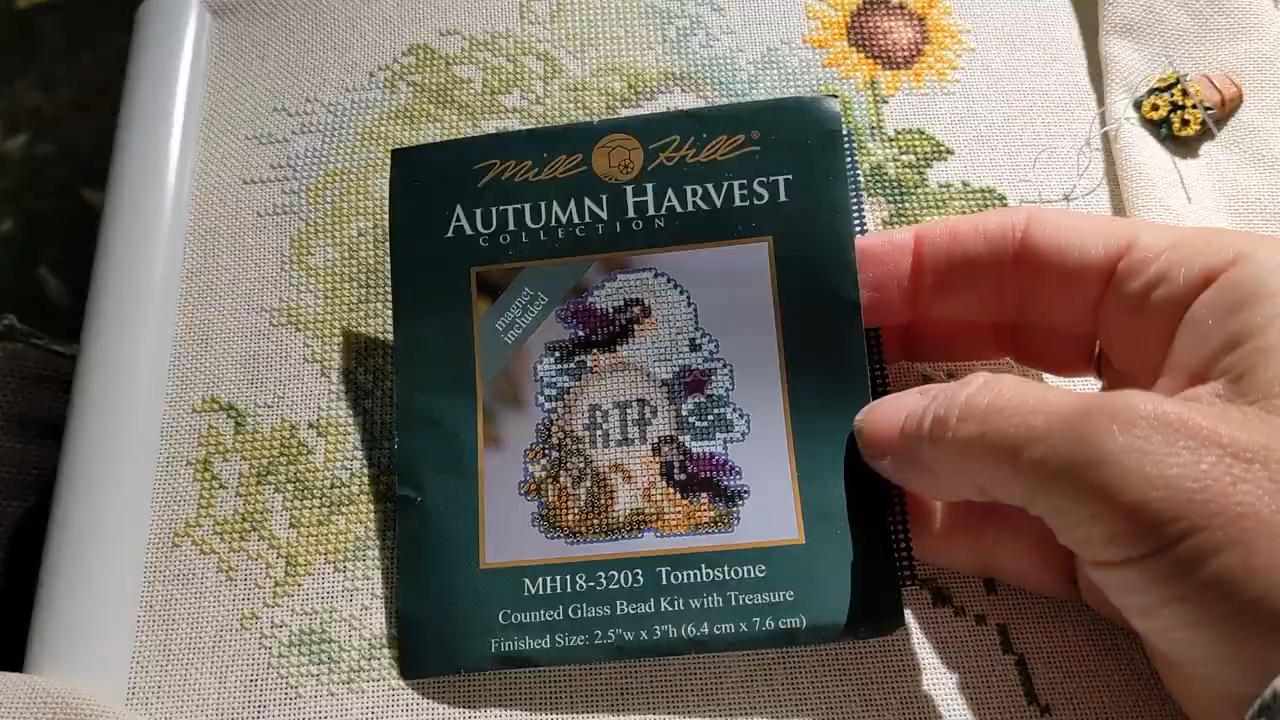 Mill Hill®
AUTUMN HARVEST
COLLECTION
magnet
included
RIP
MH18-3203 Tombstone
Counted Glass Bead Kit with Treasure
Finished Size: 2.5"w x 3"h (6.4 cm x 7.6 cm)